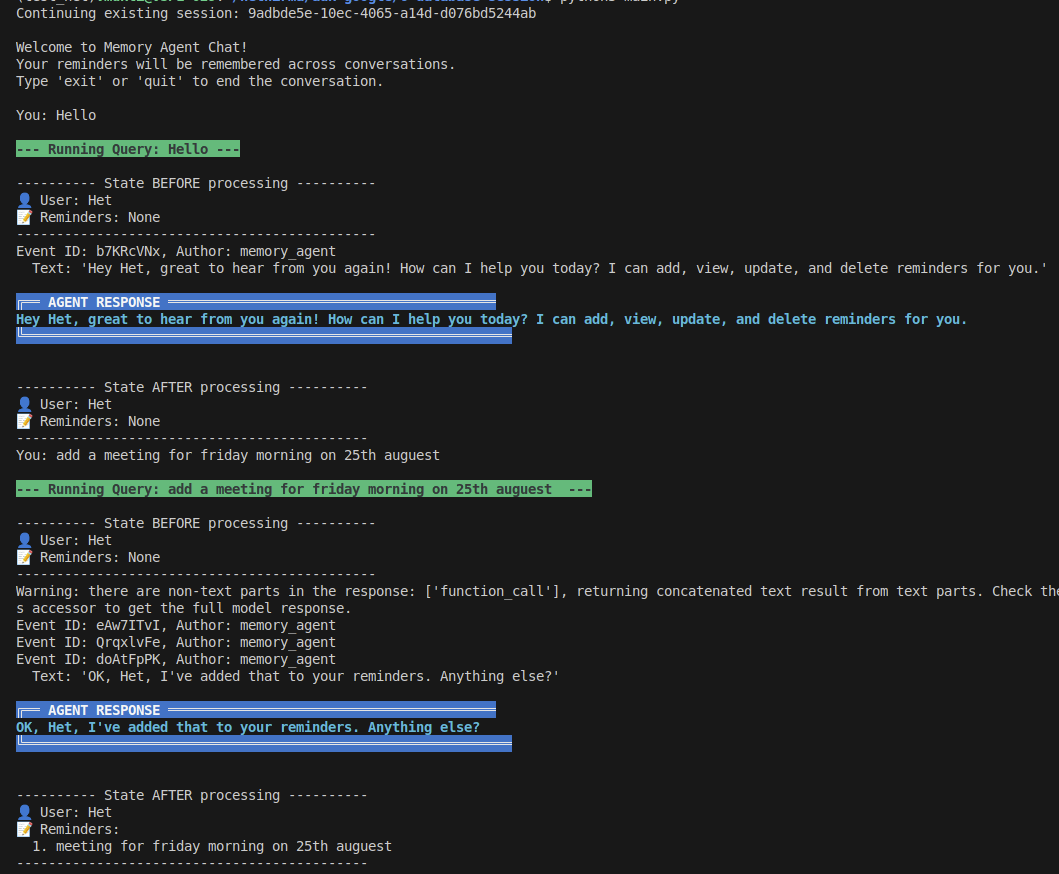 Continuing existing session: 9adbde5e-10ec-4065-a14d-d076bd5244ab
Welcome to Memory Agent Chat!
Your reminders will be remembered across conversations.
Type 'exit' or 'quit' to end the conversation.
You: Hello
--- Running Query: Hello ---
---------- State BEFORE processing ----------
👤 User: Het
📝 Reminders: None
---------------------------------------------
Event ID: b7KRcVNx, Author: memory_agent
Text: 'Hey Het, great to hear from you again! How can I help you today? I can add, view, update, and delete reminders for you.'
╔══ AGENT RESPONSE ═════════════════════════════════════════
Hey Het, great to hear from you again! How can I help you today? I can add, view, update, and delete reminders for you.
╚═════════════════════════════════════════════════════════════
---------- State AFTER processing ----------
👤 User: Het
📝 Reminders: None
--------------------------------------------
You: add a meeting for friday morning on 25th auguest
--- Running Query: add a meeting for friday morning on 25th auguest  ---
---------- State BEFORE processing ----------
👤 User: Het
📝 Reminders: None
---------------------------------------------
Warning: there are non-text parts in the response: ['function_call'], returning concatenated text result from text parts. Check the
s accessor to get the full model response.
Event ID: eAw7ITvI, Author: memory_agent
Event ID: QrqxlvFe, Author: memory_agent
Event ID: doAtFpPK, Author: memory_agent
Text: 'OK, Het, I've added that to your reminders. Anything else?'
╔══ AGENT RESPONSE ═════════════════════════════════════════
OK, Het, I've added that to your reminders. Anything else?
╚═════════════════════════════════════════════════════════════
---------- State AFTER processing ----------
👤 User: Het
📝 Reminders:
1. meeting for friday morning on 25th auguest
--------------------------------------------